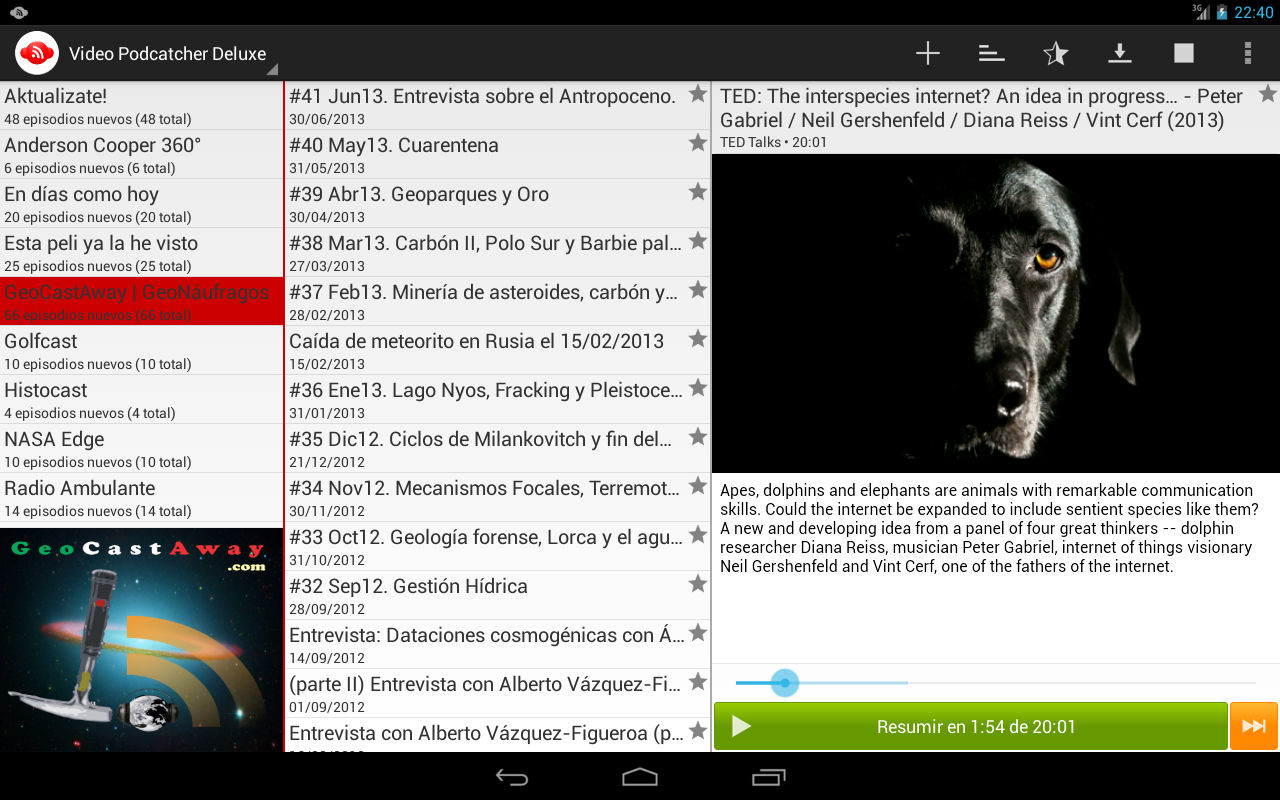 3G
22:40
Video Podcatcher Deluxe
Aktualizate!
48 episodios nuevos (48 total)
Anderson Cooper 360°
6 episodios nuevos (6 total)
En días como hoy
20 episodios nuevos (20 total)
Esta peli ya la he visto
25 episodios nuevos (25 total)
GeoCastAway | GeoNáufragos
episodios nuevos total)
Golfcast
10 episodios nuevos (10 total)
Histocast
4 episodios nuevos (4 total)
NASA Edge
10 episodios nuevos (10 total)
Radio Ambulante
14 episodios nuevos (14 total)
GeoCastAway
.com
#41 Jun13. Entrevista sobre el Antropoceno.
30/06/2013
#40 May13. Cuarentena
31/05/2013
#39 Abr13. Geoparques y Oro
30/04/2013
#38 Mar13. Carbón II, Polo Sur y Barbie pal...
27/03/2013
#37 Feb13. Minería de asteroides, carbón y...
28/02/2013
Caída de meteorito en Rusia el 15/02/2013
15/02/2013
#36 Ene13. Lago Nyos, Fracking y Pleistoce...
31/01/2013
#35 Dic12. Ciclos de Milankovitch y fin del...
21/12/2012
#34 Nov12. Mecanismos Focales, Terremot...
30/11/2012
#33 Oct12. Geología forense, Lorca y el agu...
31/10/2012
#32 Sep12. Gestión Hídrica
28/09/2012
Entrevista: Dataciones cosmogénicas con Á...
14/09/2012
(parte II) Entrevista con Alberto Vázquez-Fi...
01/09/2012
Entrevista con Alberto Vázquez-Figueroa (p...
TED: The interspecies internet? An idea in progress... - Peter
Gabriel / Neil Gershenfeld / Diana Reiss / Vint Cerf (2013)
TED Talks • 20:01
Apes, dolphins and elephants are animals with remarkable communication
skills. Could the internet be expanded to include sentient species like them?
A new and developing idea from a panel of four great thinkers -- dolphin
researcher Diana Reiss, musician Peter Gabriel, internet of things visionary
Neil Gershenfeld and Vint Cerf, one of the fathers of the internet.
Resumir en 1:54 de 20:01